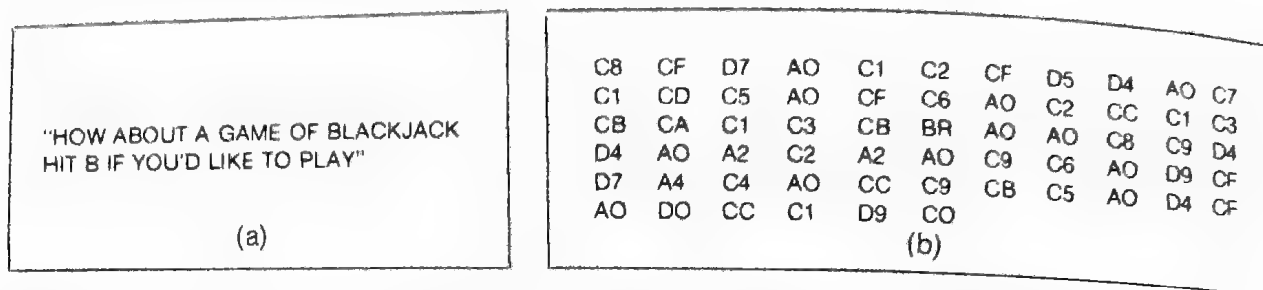 "HOW ABOUT A GAME OF BLACKJACK
HIT B IF YOU'D LIKE TO PLAY"
(a)
C8 CF D7 AO C1 C2 CF D5 D4 AO C7
C1 CD C5 AO CF C6 AO C2 CC C1 C3
CB CA C1 C3 CB BR AO AO C8 C9 D4
D4 AO A2 C2 A2 AO C9 C6 AO D9 CF
D7 A4 C4 AO CC C9 CB C5 AO D4 CF
AO DO CC C1 D9 CO
(b)